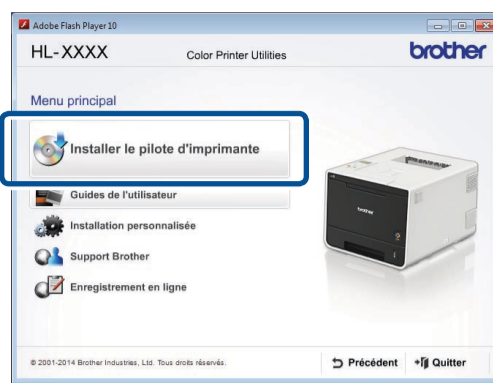 Adobe Flash Player 10
HL-XXXX
Color Printer Utilities
brother
Menu principal
Installer le pilote d'imprimante
Guides de l'utilisateur
Installation personnalisée
Support Brother
Enregistrement en ligne
brother
© 2001-2014 Brother Industries, Ltd. Tous droits réservés.
Précédent
Quitter